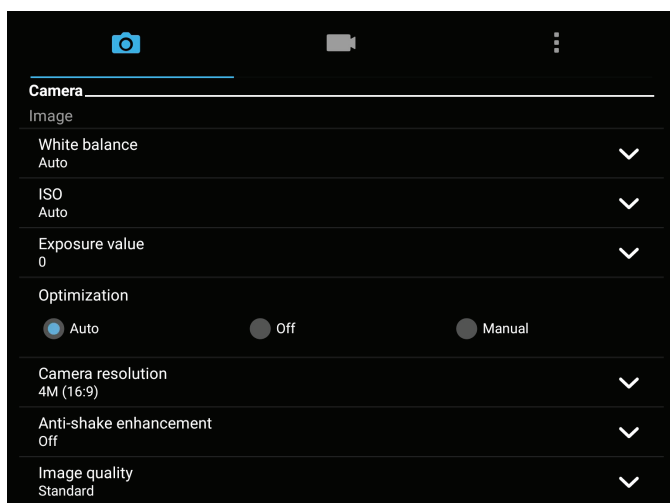 Camera
Image
White balance
Auto
ISO
Auto
Exposure value
0
Optimization
Auto Off Manual
Camera resolution
4M (16:9)
Anti-shake enhancement
Off
Image quality
Standard